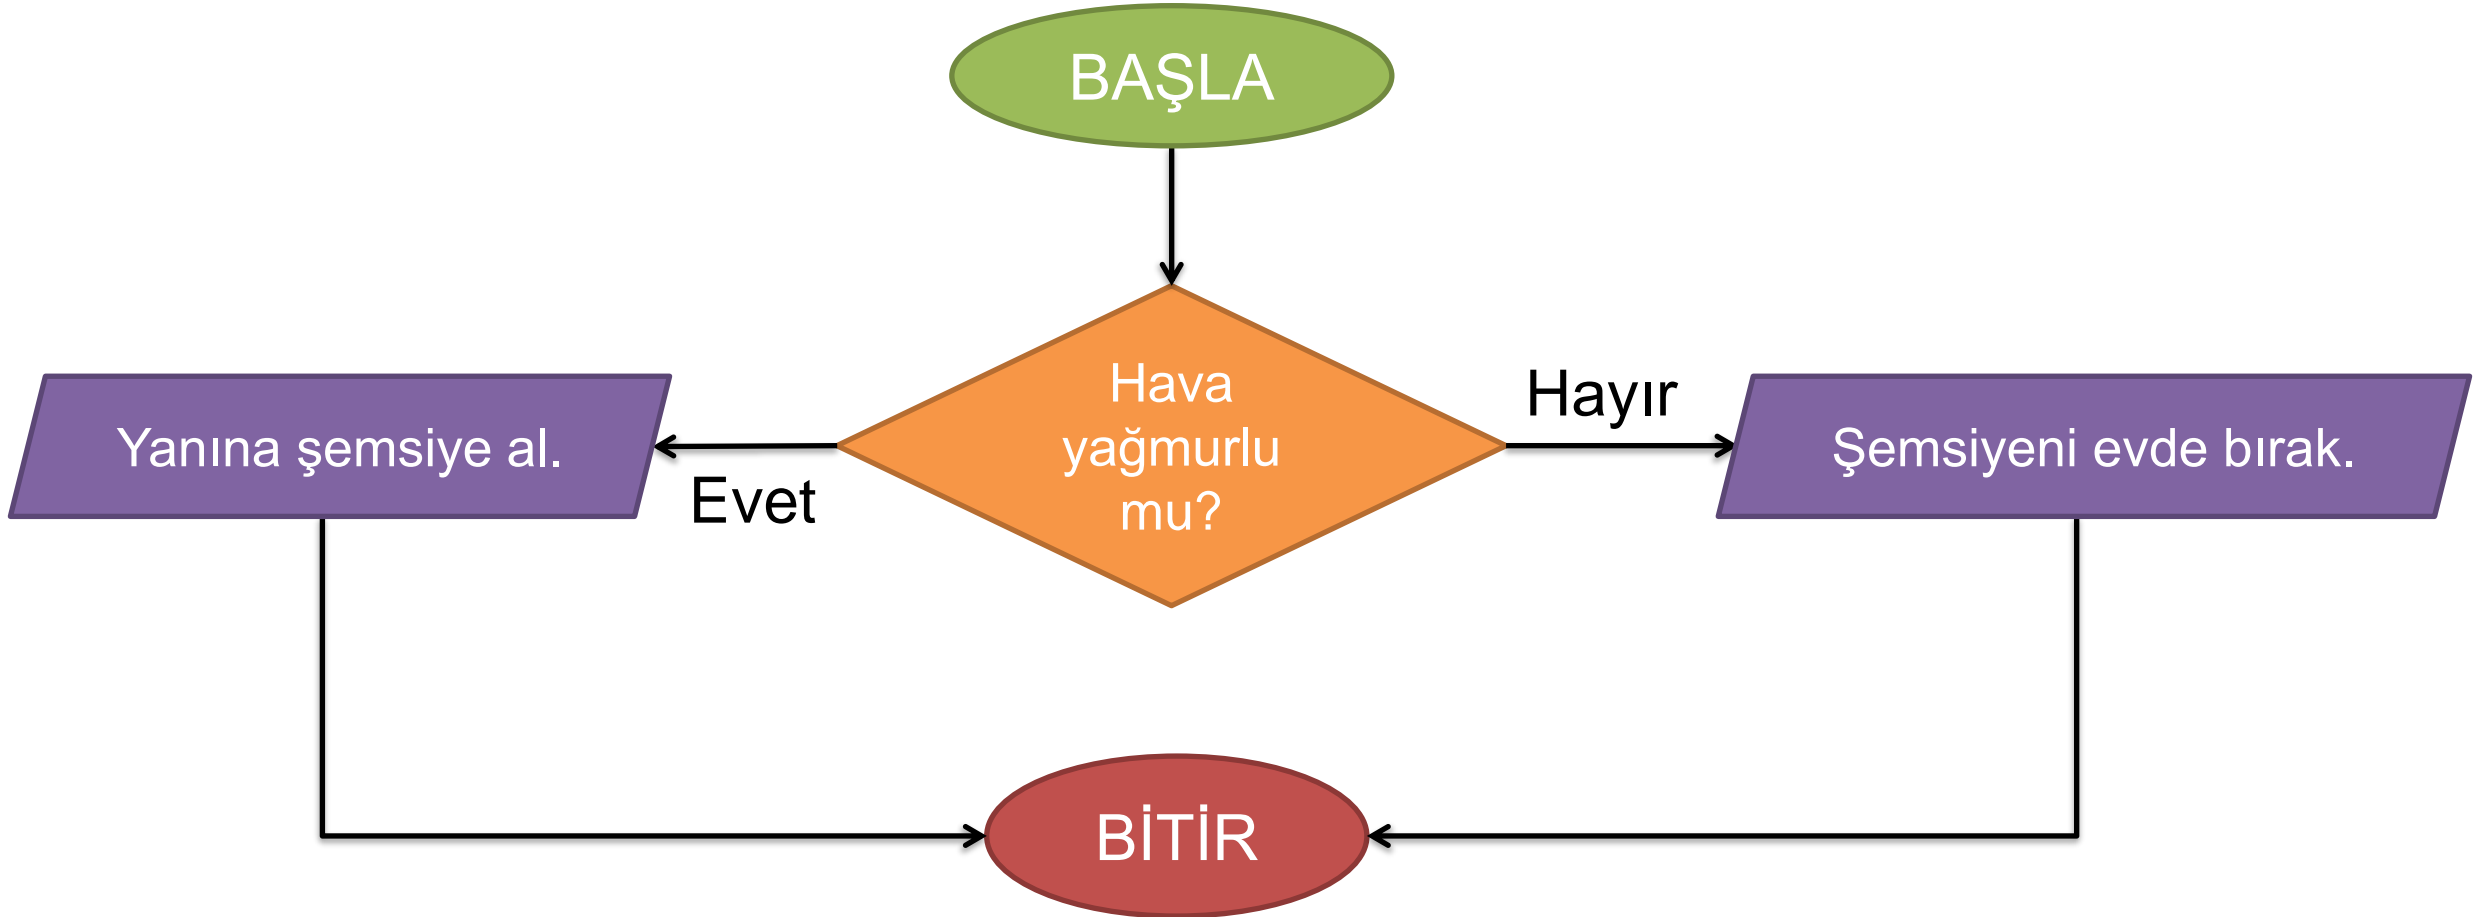 BAŞLA
Hava
yağmurlu
mu?
Hayır
Yanına şemsiye al.
Evet
Şemsiyeni evde bırak.
BİTİR